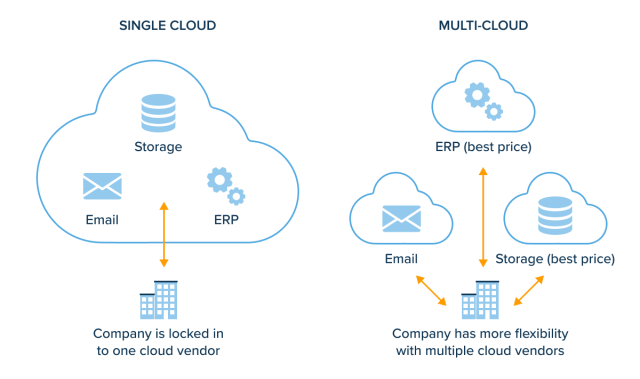 SINGLE CLOUD
Storage
Email
ERP
Company is locked in
to one cloud vendor
MULTI-CLOUD
ERP (best price)
Email
Storage (best price)
Company has more flexibility
with multiple cloud vendors